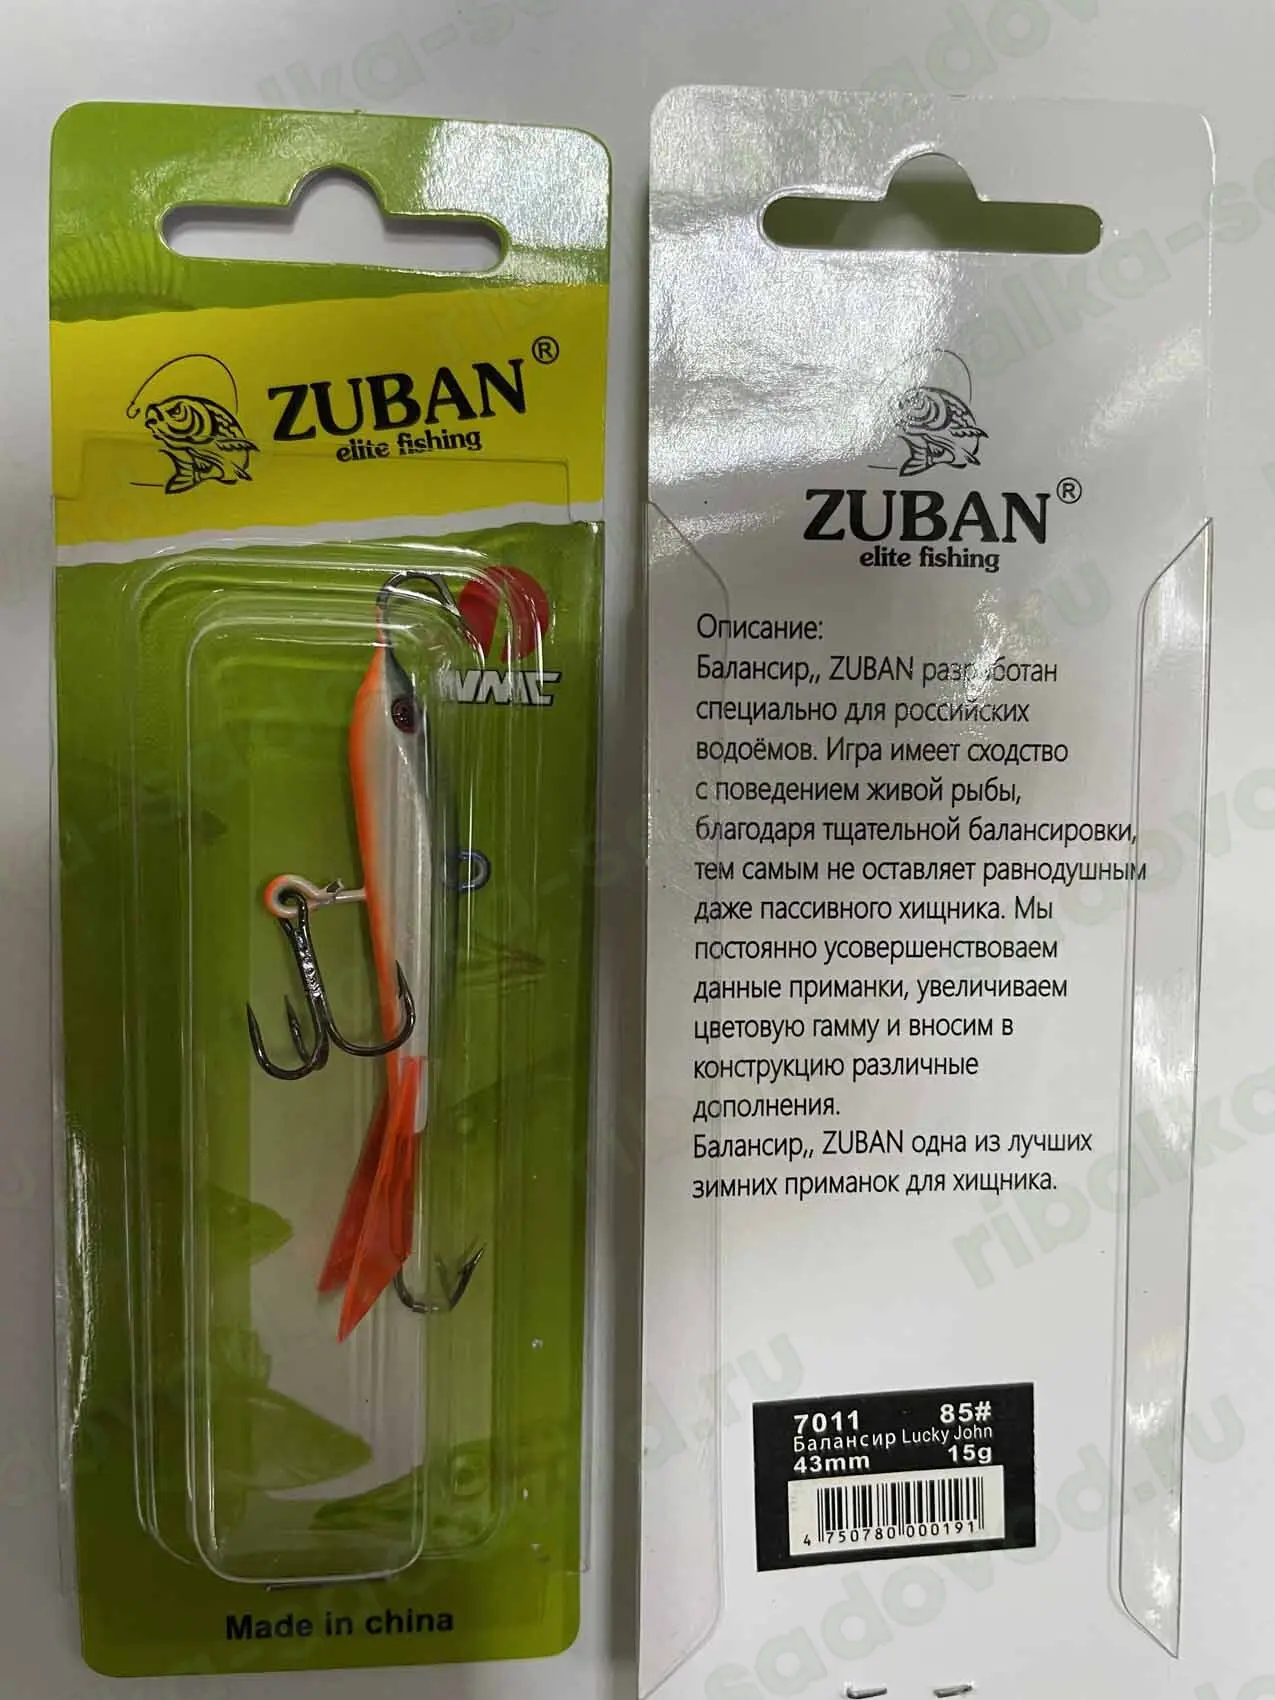 ZUBAN®
elite fishing
VMC
Made in china
ZUBAN®
elite fishing
Описание:
Балансир,, ZUBAN разработан
специально для российских
водоёмов. Игра имеет сходство
с поведением живой рыбы,
благодаря тщательной балансировки,
тем самым не оставляет равнодушным
даже пассивного хищника. Мы
постоянно усовершенствоваем
данные приманки, увеличиваем
цветовую гамму и вносим в
конструкцию различные
дополнения.
Балансир,, ZUBAN одна из лучших
зимних приманок для хищника.
7011 85#
Балансир Lucky John
43mm 15g
4 750780 000191
ribalka-sadovod.ru